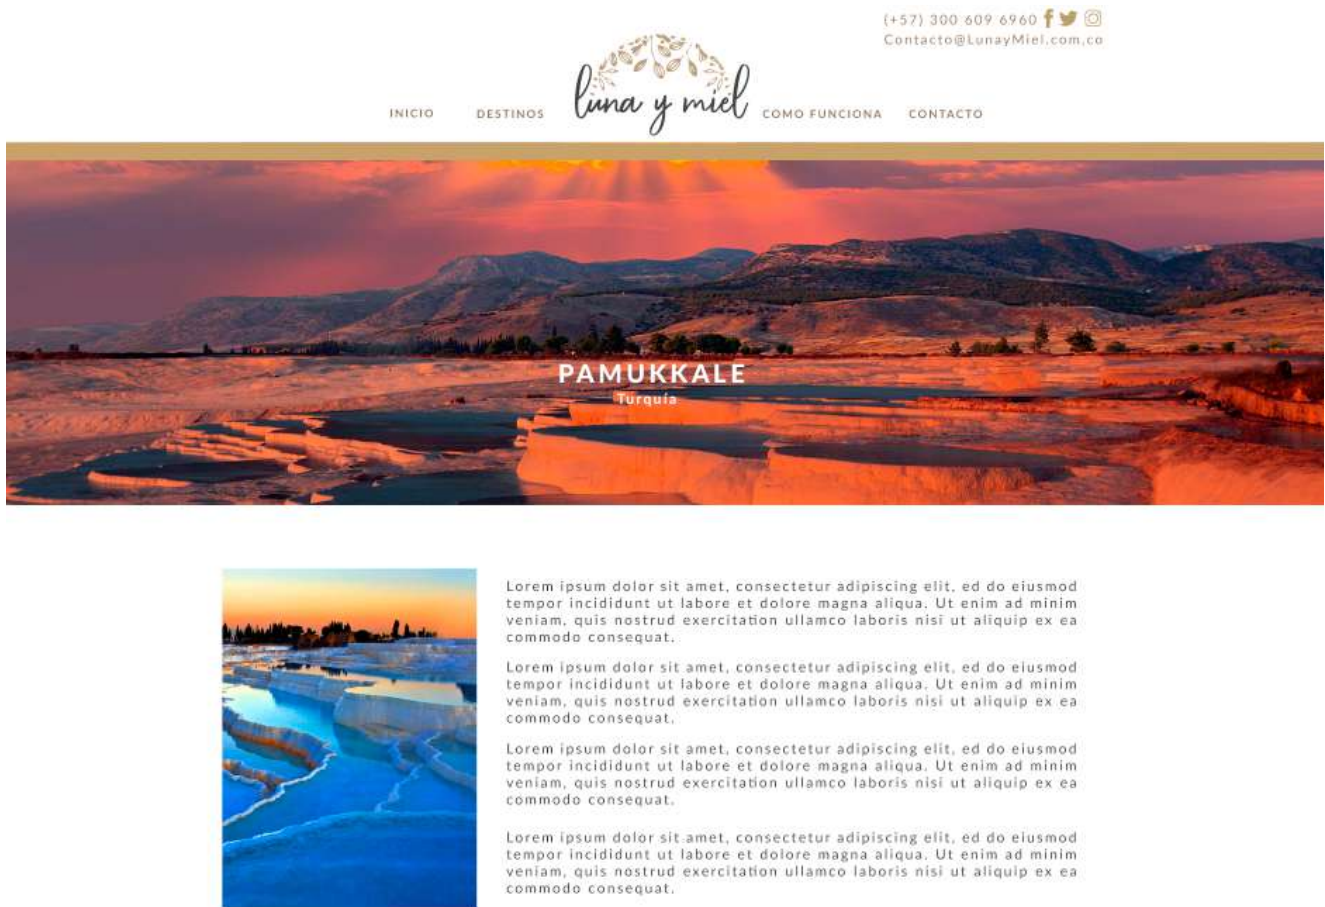 (+57) 300 609 6960
Contacto@LunayMiel.com.co
luna y miel
INICIO DESTINOS COMO FUNCIONA CONTACTO
PAMUKKALE
Turquía
Lorem ipsum dolor sit amet, consectetur adipiscing elit, ed do eiusmod
tempor incididunt ut labore et dolore magna aliqua. Ut enim ad minim
veniam, quis nostrud exercitation ullamco laboris nisi ut aliquip ex ea
commodo consequat.
Lorem ipsum dolor sit amet, consectetur adipiscing elit, ed do eiusmod
tempor incididunt ut labore et dolore magna aliqua. Ut enim ad minim
veniam, quis nostrud exercitation ullamco laboris nisi ut aliquip ex ea
commodo consequat.
Lorem ipsum dolor sit amet, consectetur adipiscing elit, ed do eiusmod
tempor incididunt ut labore et dolore magna aliqua. Ut enim ad minim
veniam, quis nostrud exercitation ullamco laboris nisi ut aliquip ex ea
commodo consequat.
Lorem ipsum dolor sit amet, consectetur adipiscing elit, ed do eiusmod
tempor incididunt ut labore et dolore magna aliqua. Ut enim ad minim
veniam, quis nostrud exercitation ullamco laboris nisi ut aliquip ex ea
commodo consequat.